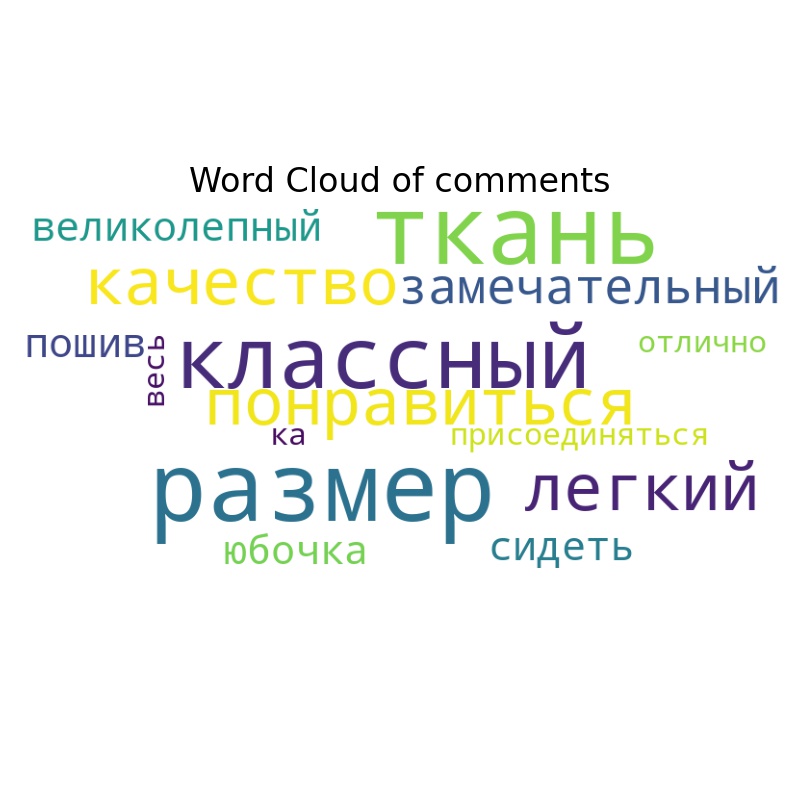 Word Cloud of comments
великолепный ткань
качество замечательный
пошив весь классный отлично
понравиться
ка присоединяться
размер легкий
юбочка сидеть